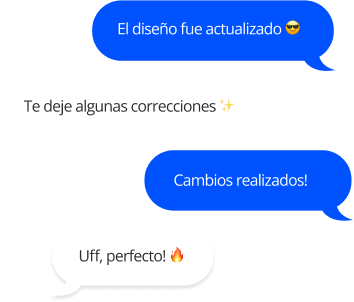 El diseño fue actualizado 😎
Te deje algunas correcciones ✨
Cambios realizados!
Uff, perfecto! 🔥